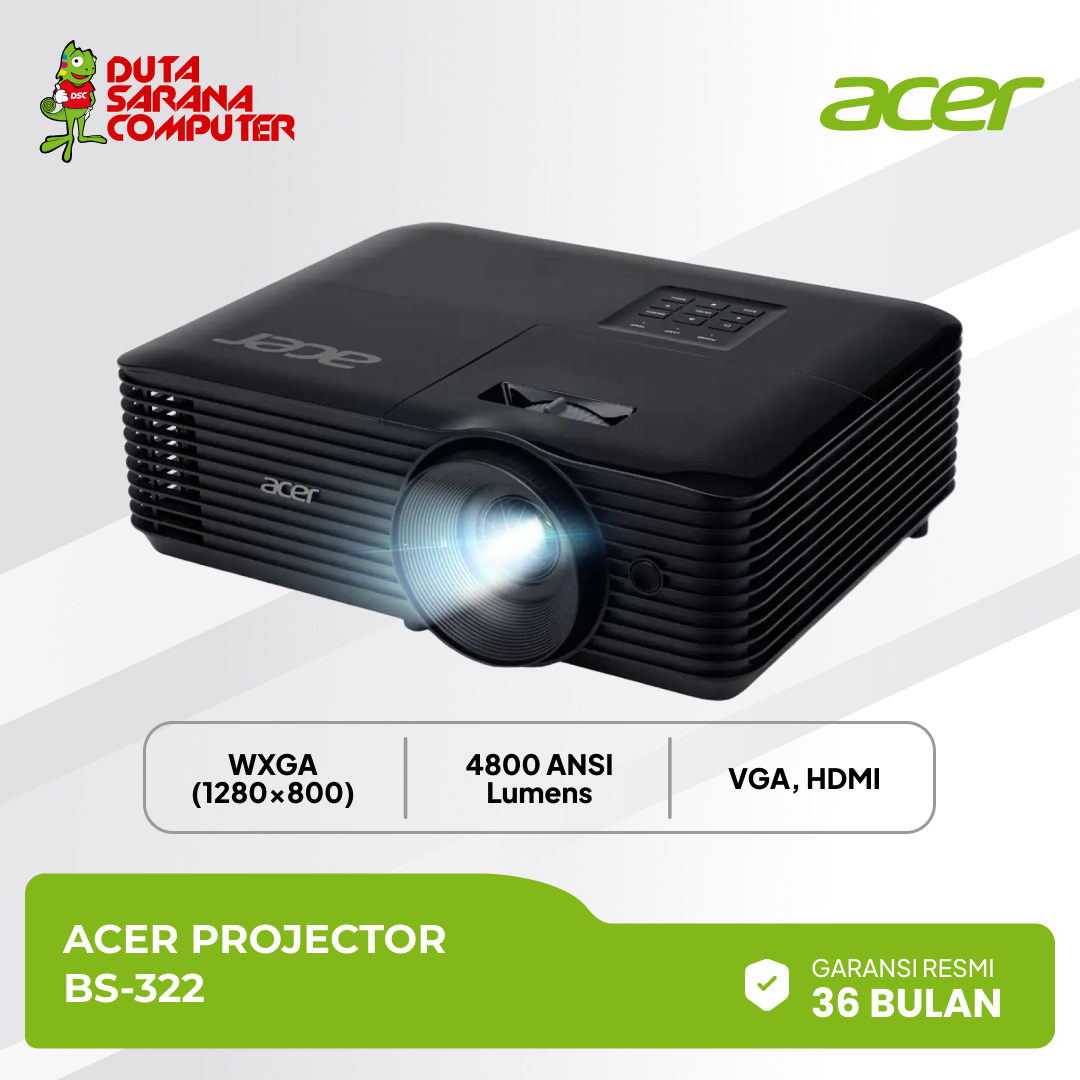 DUTA
SARANA
COMPUTER
DSC
acer
acer
acer
WXGA
(1280×800)
4800 ANSI
Lumens
VGA, HDMI
ACER PROJECTOR
BS-322
GARANSI RESMI
36 BULAN